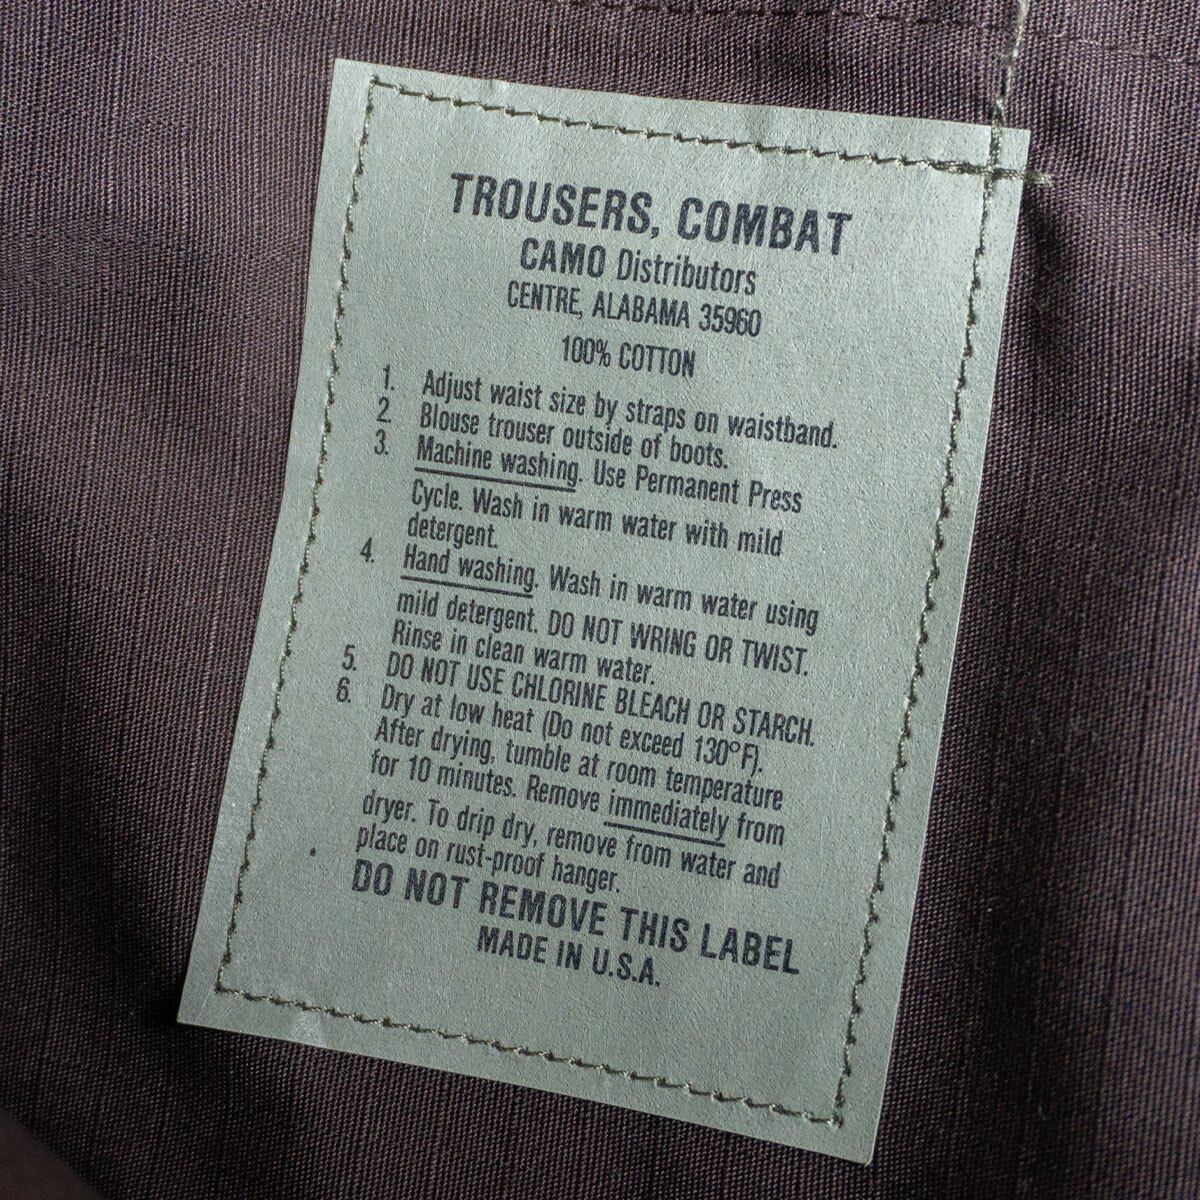 TROUSERS, COMBAT
CAMO Distributors
CENTRE, ALABAMA 35960
100% COTTON
1. Adjust waist size by straps on waistband.
2. Blouse trouser outside of boots.
3. Machine washing. Use Permanent Press
Cycle. Wash in warm water with mild
detergent.
4. Hand washing. Wash in warm water using
mild detergent. DO NOT WRING OR TWIST.
Rinse in clean warm water.
5. DO NOT USE CHLORINE BLEACH OR STARCH.
6. Dry at low heat (Do not exceed 130°F).
After drying, tumble at room temperature
for 10 minutes. Remove immediately from
dryer. To drip dry, remove from water and
place on rust-proof hanger.
DO NOT REMOVE THIS LABEL
MADE IN U.S.A.